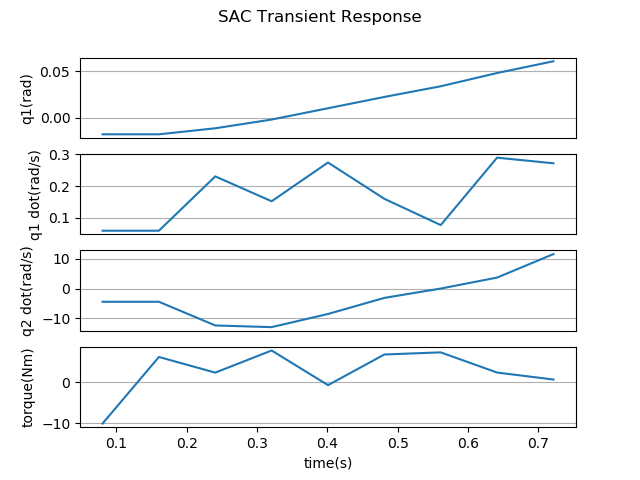 SAC Transient Response
q1(rad)
0.05
0.00
q1 dot(rad/s)
0.3
0.2
0.1
q2 dot(rad/s)
10
0
−10
torque(Nm)
0
−10
0.1 0.2 0.3 0.4 0.5 0.6 0.7
time(s)